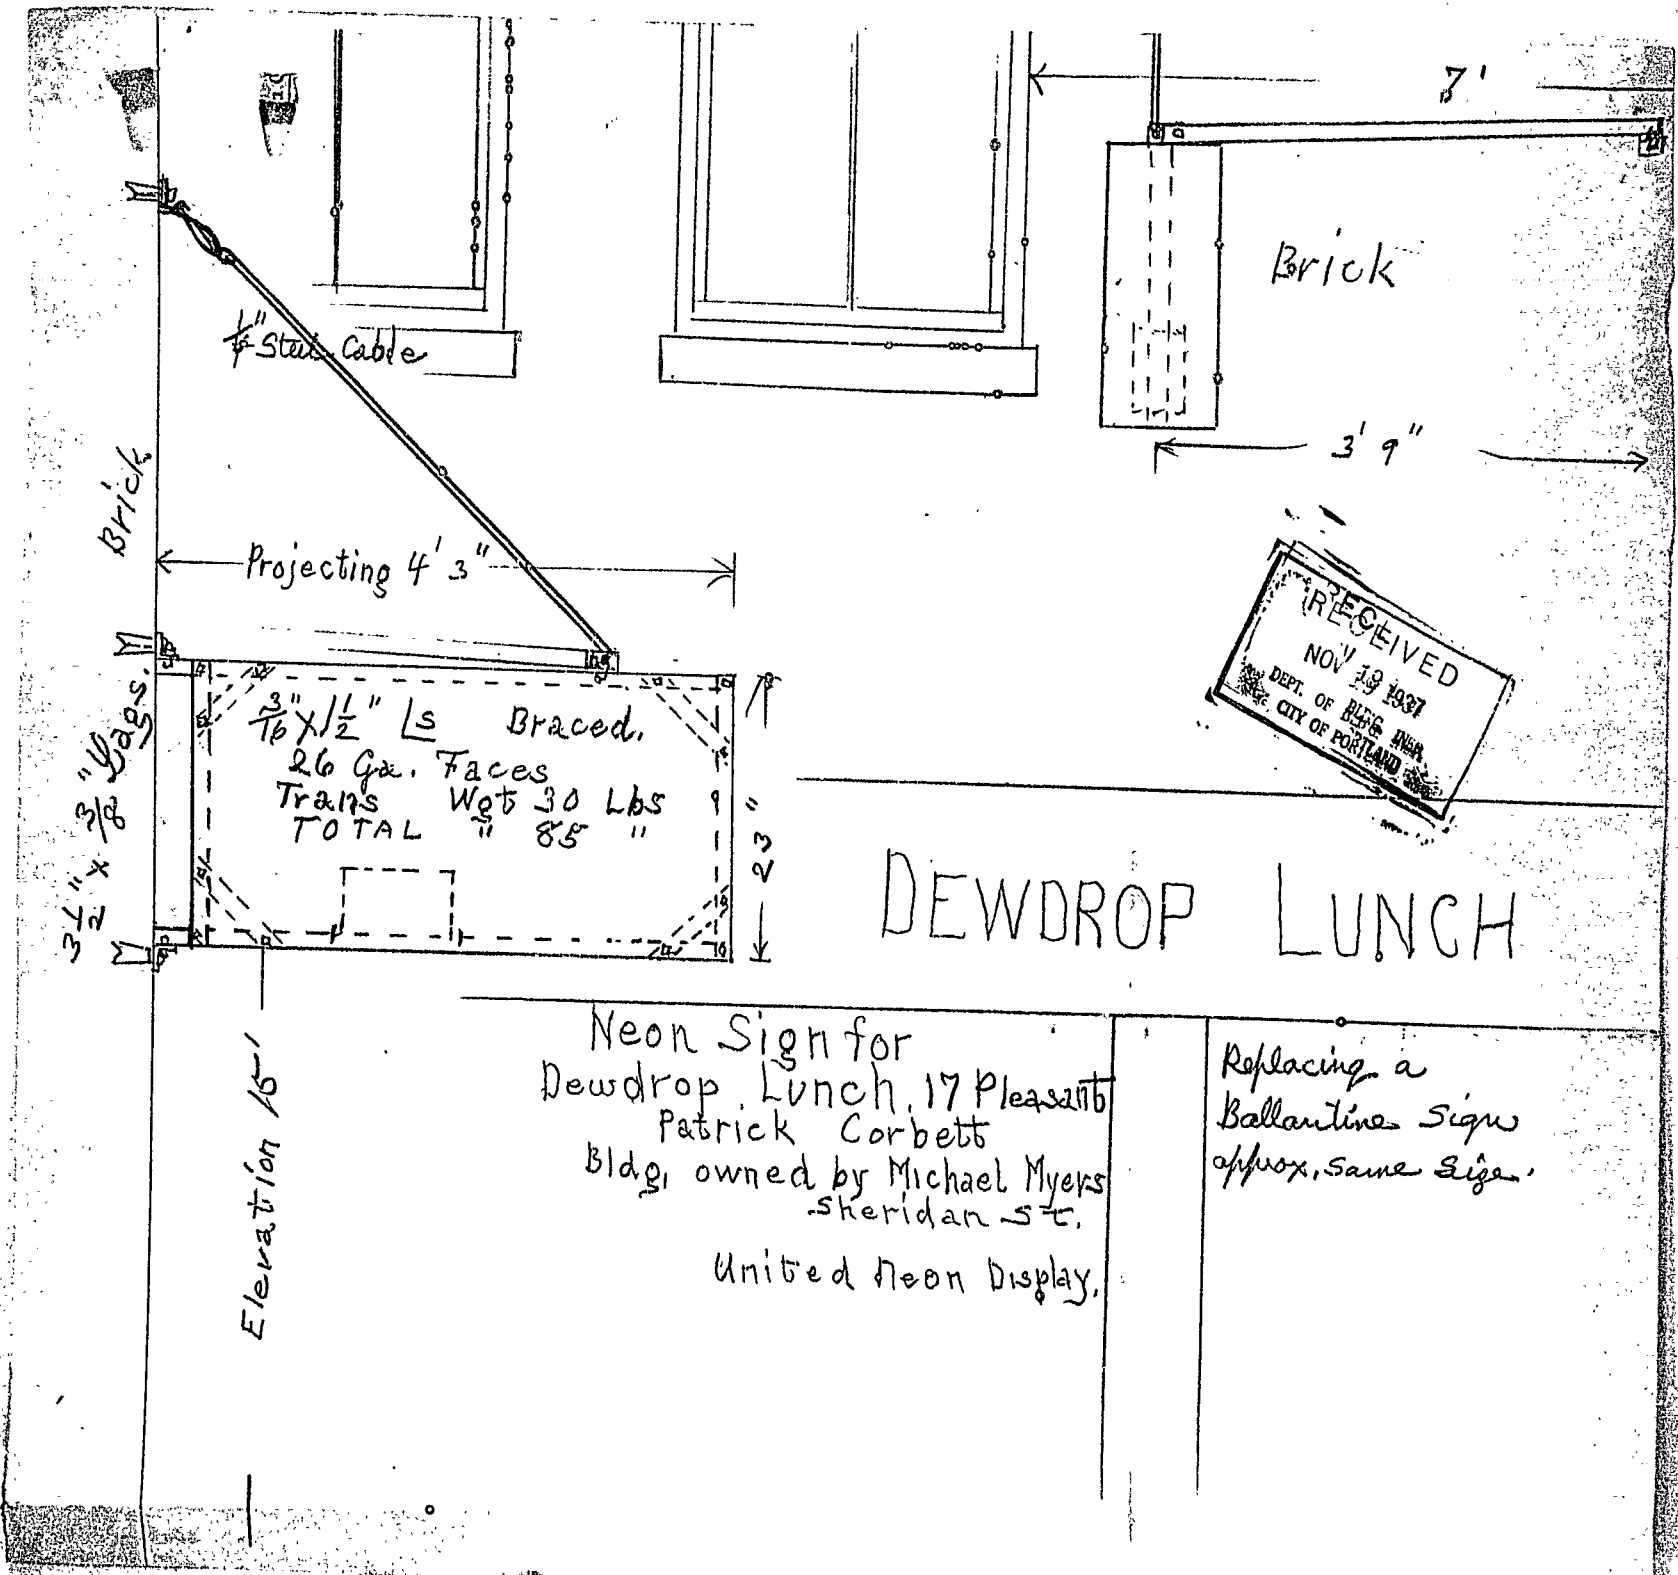 7'
Brick
1/4" Steel Cable
3' 9"
Brick
Projecting 4' 3"
RECEIVED
NOV 19 1937
DEPT. OF BLDG. INSP.
CITY OF PORTLAND
3/16" X 1 1/2" Ls Braced.
26 Ga. Faces
Trans Wgt 30 Lbs
TOTAL " 85 "
23"
3 1/2" x 3/8" Lags.
DEWDROP LUNCH
Elevation 15'
Neon Sign for
Dewdrop Lunch, 17 Pleasant
Patrick Corbett
Bldg, owned by Michael Myers
Sheridan St.
United Neon Display.
Replacing a
Ballantine Sign
approx. same size.